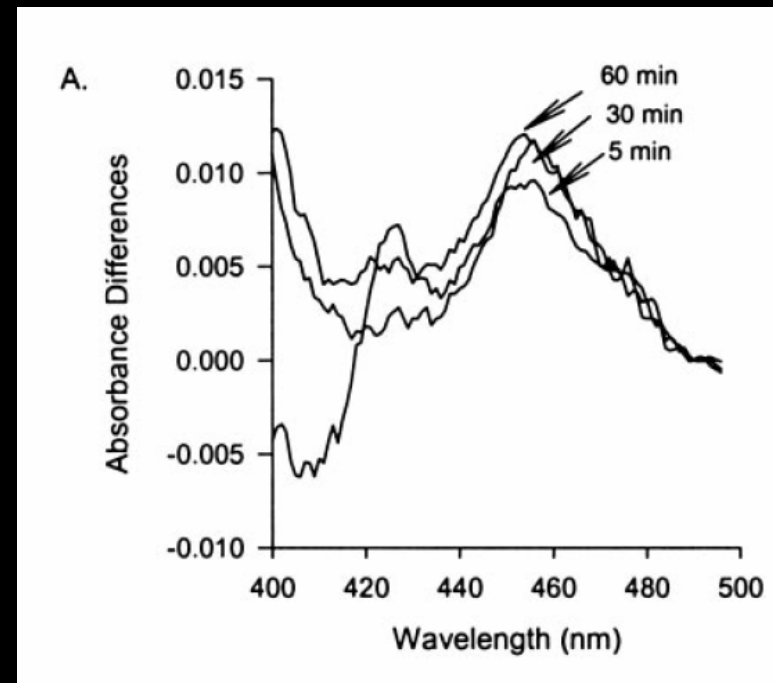 A.
0.015
0.010
0.005
0.000
-0.005
-0.010
Absorbance Differences
60 min
30 min
5 min
400 420 440 460 480 500
Wavelength (nm)